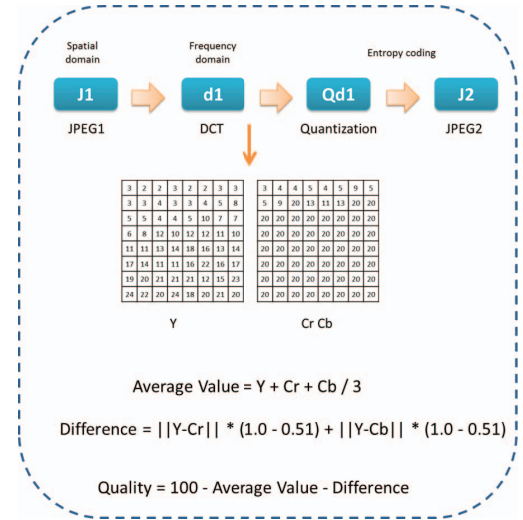 Spatial domain
Frequency domain
Entropy coding
J1
d1
Qd1
J2
JPEG1
DCT
Quantization
JPEG2
3 2 2 3 2 2 3 3
3 3 3 4 3 4 5 8
5 5 4 4 5 10 7 7
6 8 12 10 12 12 11 10
11 11 13 14 18 16 13 14
17 14 11 11 16 22 16 17
19 20 21 21 21 12 15 23
24 22 20 24 18 20 21 20
3 4 4 5 4 5 9 5
5 9 20 13 11 13 20 20
20 20 20 20 20 20 20 20
20 20 20 20 20 20 20 20
20 20 20 20 20 20 20 20
20 20 20 20 20 20 20 20
20 20 20 20 20 20 20 20
20 20 20 20 20 20 20 20
Y
Cr Cb
Average Value = Y + Cr + Cb / 3
Difference = ||Y-Cr|| * (1.0 - 0.51) + ||Y-Cb|| * (1.0 - 0.51)
Quality = 100 - Average Value - Difference